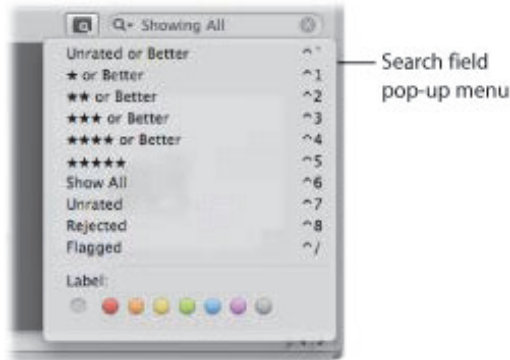 Showing All
Unrated or Better ^`
★ or Better ^1
★★ or Better ^2
★★★ or Better ^3
★★★★ or Better ^4
★★★★★ ^5
Show All ^6
Unrated ^7
Rejected ^8
Flagged ^/
Label:
Search field
pop-up menu